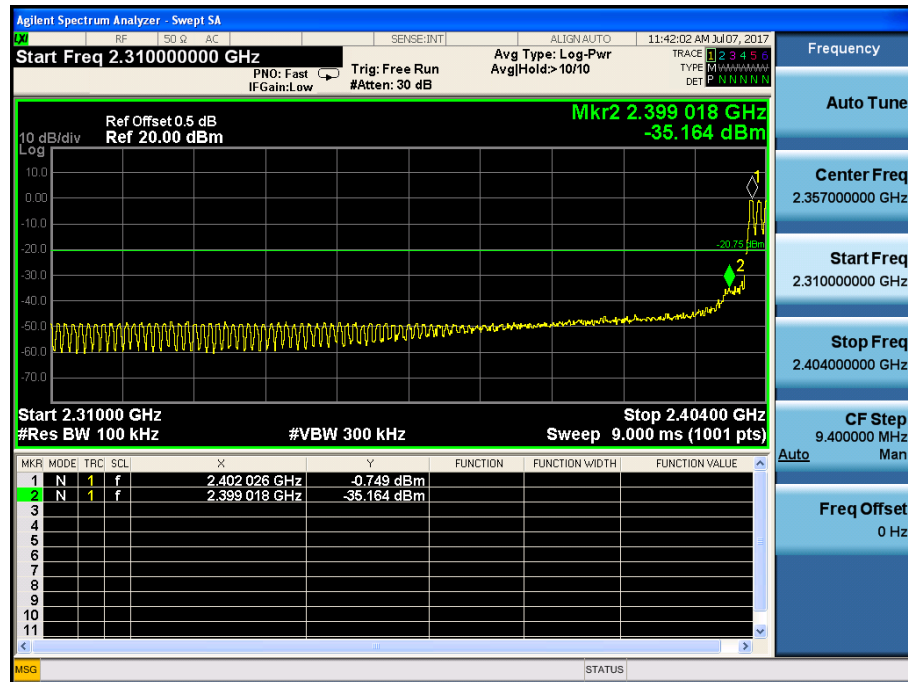 Agilent Spectrum Analyzer - Swept SA
LXI RF 50 Ω AC SENSE:INT ALIGN AUTO 11:42:02 AM Jul 07, 2017
Start Freq 2.310000000 GHz
PNO: Fast
IFGain:Low
Trig: Free Run
#Atten: 30 dB
Avg Type: Log-Pwr
Avg|Hold:>10/10
TRACE 1 2 3 4 5 6
TYPE M WWWWW
DET P N N N N N
Mkr2 2.399 018 GHz
-35.164 dBm
Ref Offset 0.5 dB
10 dB/div Ref 20.00 dBm
Log
10.0
0.00
-10.0
-20.0
-30.0
-40.0
-50.0
-60.0
-70.0
1
-20.75 dBm
2
Start 2.31000 GHz Stop 2.40400 GHz
#Res BW 100 kHz #VBW 300 kHz Sweep 9.000 ms (1001 pts)
MKR MODE TRC SCL X Y FUNCTION FUNCTION WIDTH FUNCTION VALUE
1 N 1 f 2.402 026 GHz -0.749 dBm
2 N 1 f 2.399 018 GHz -35.164 dBm
3
4
5
6
7
8
9
10
11
MSG STATUS
Frequency
Auto Tune
Center Freq
2.357000000 GHz
Start Freq
2.310000000 GHz
Stop Freq
2.404000000 GHz
CF Step
9.400000 MHz
Auto Man
Freq Offset
0 Hz